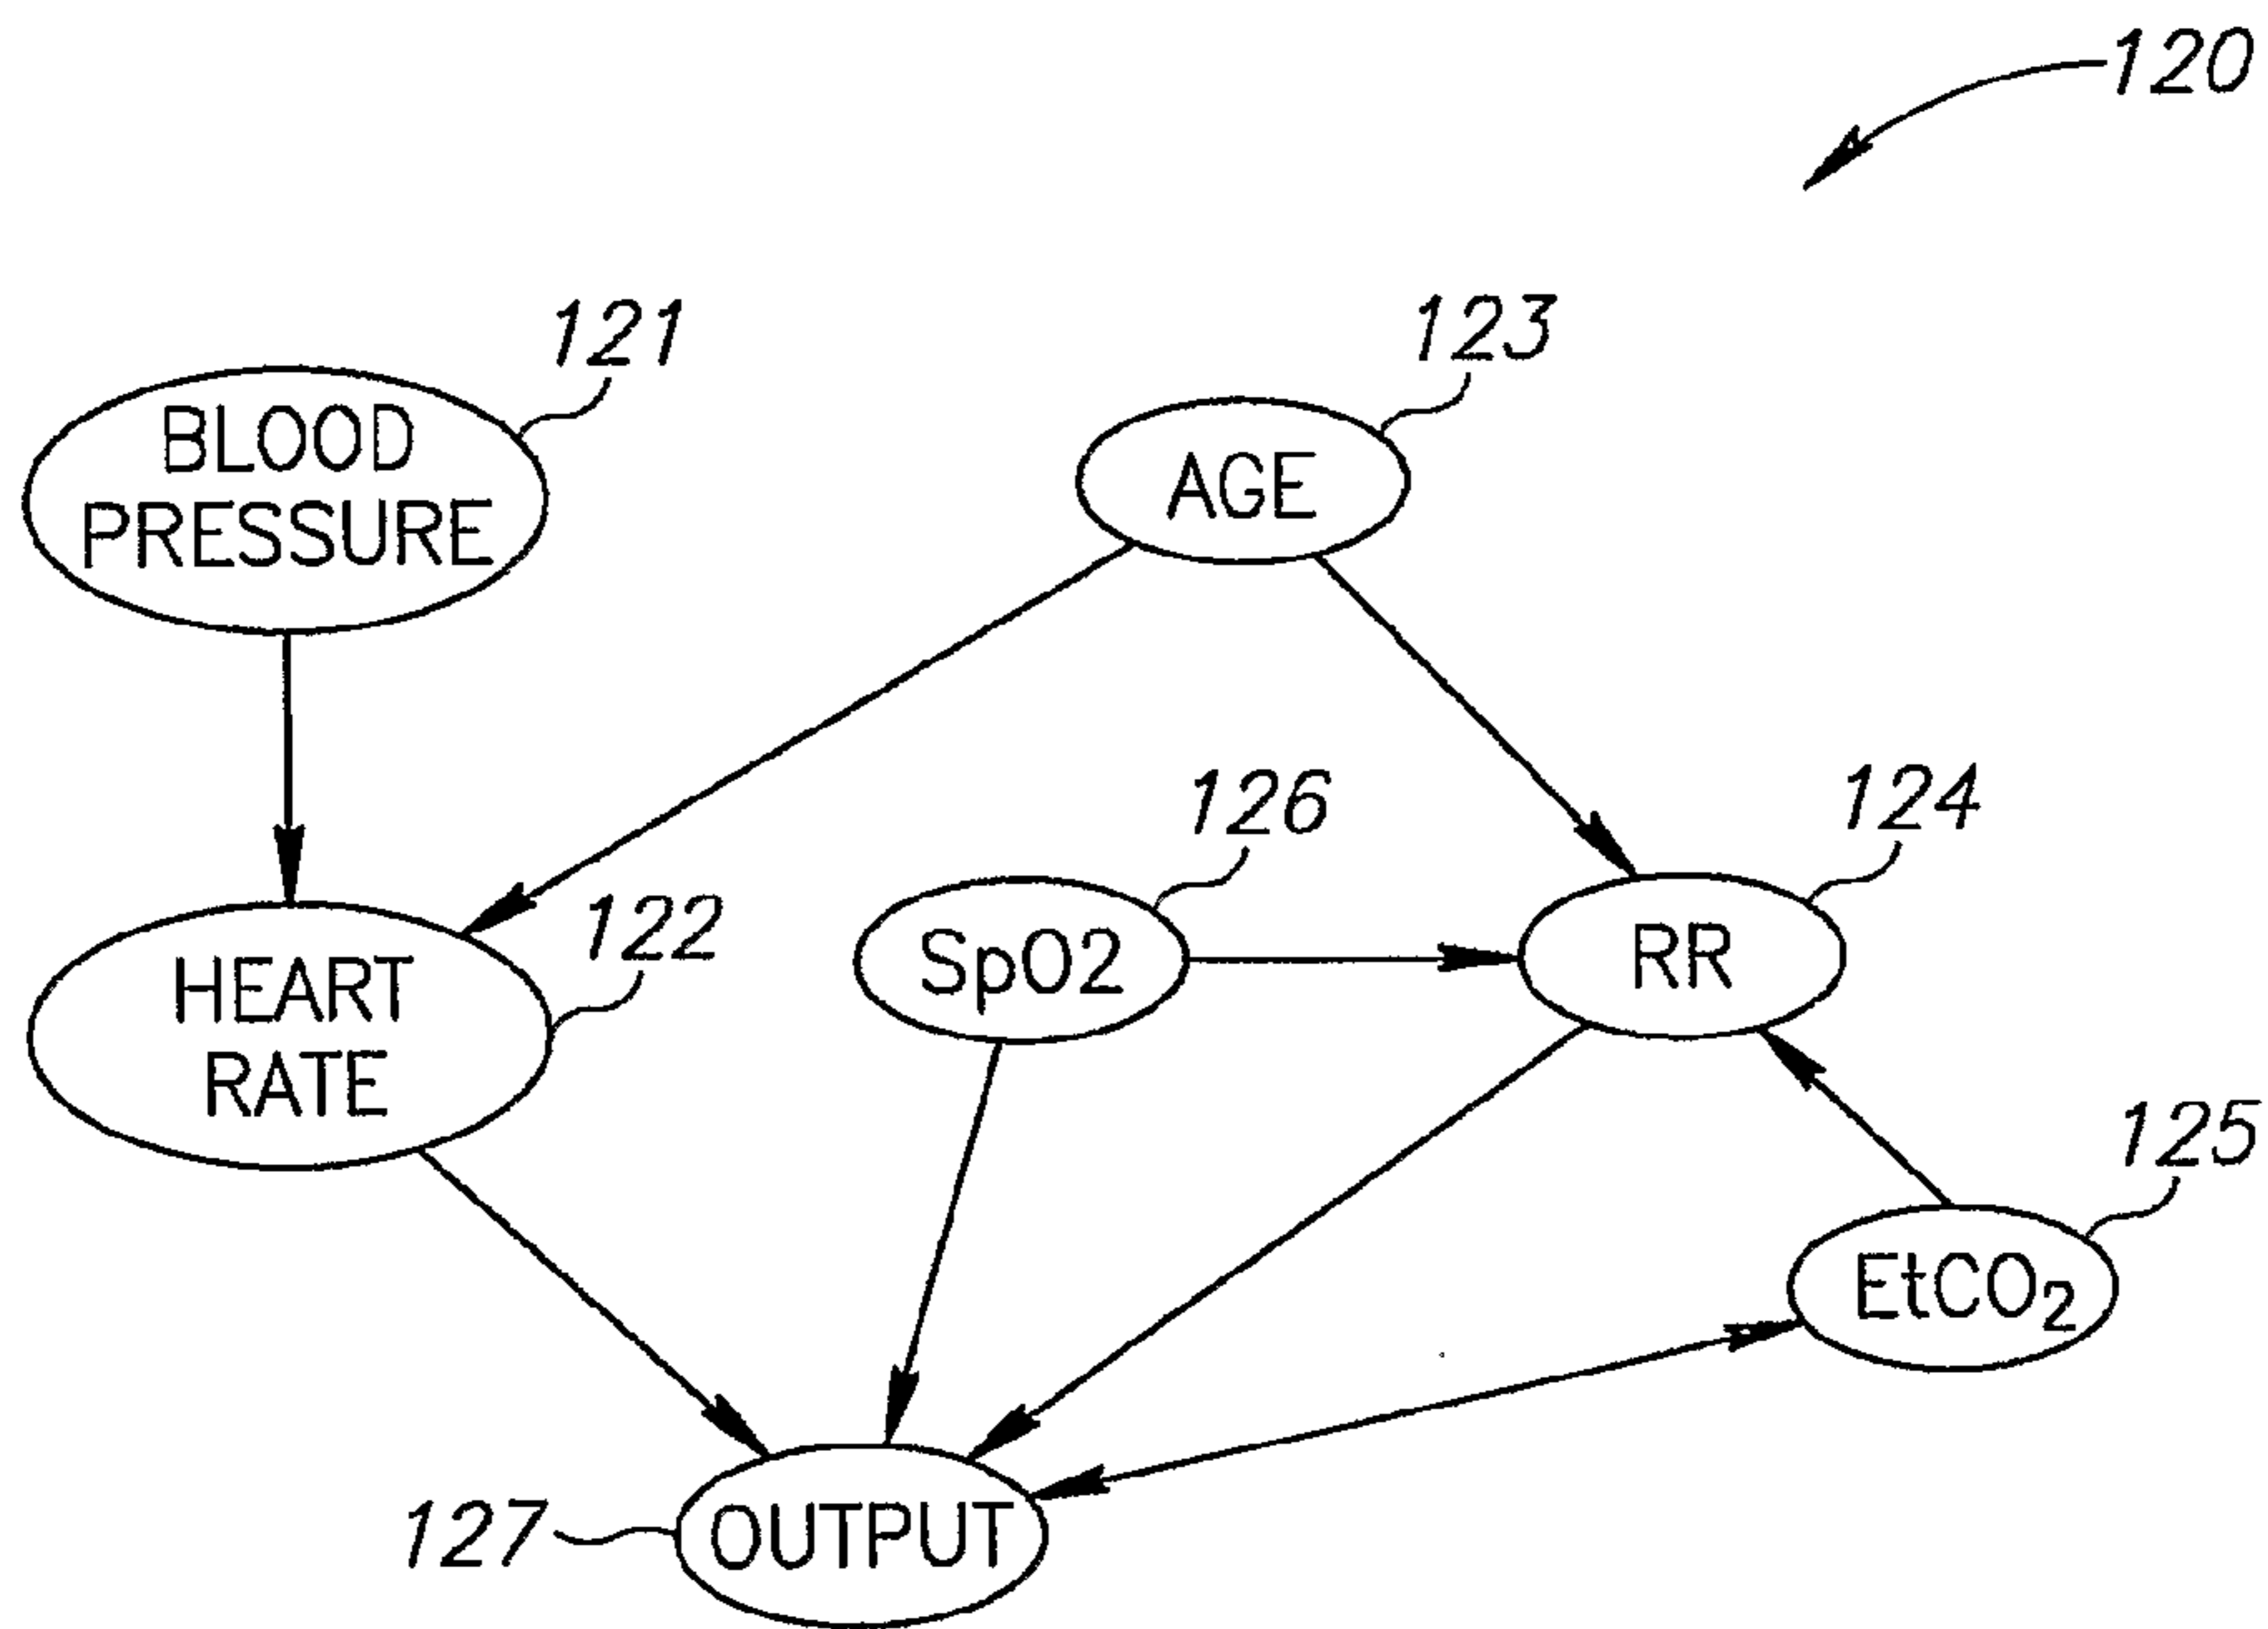 120
121
123
BLOOD
PRESSURE
AGE
126
124
122
SpO2
RR
HEART
RATE
125
EtCO₂
127
OUTPUT